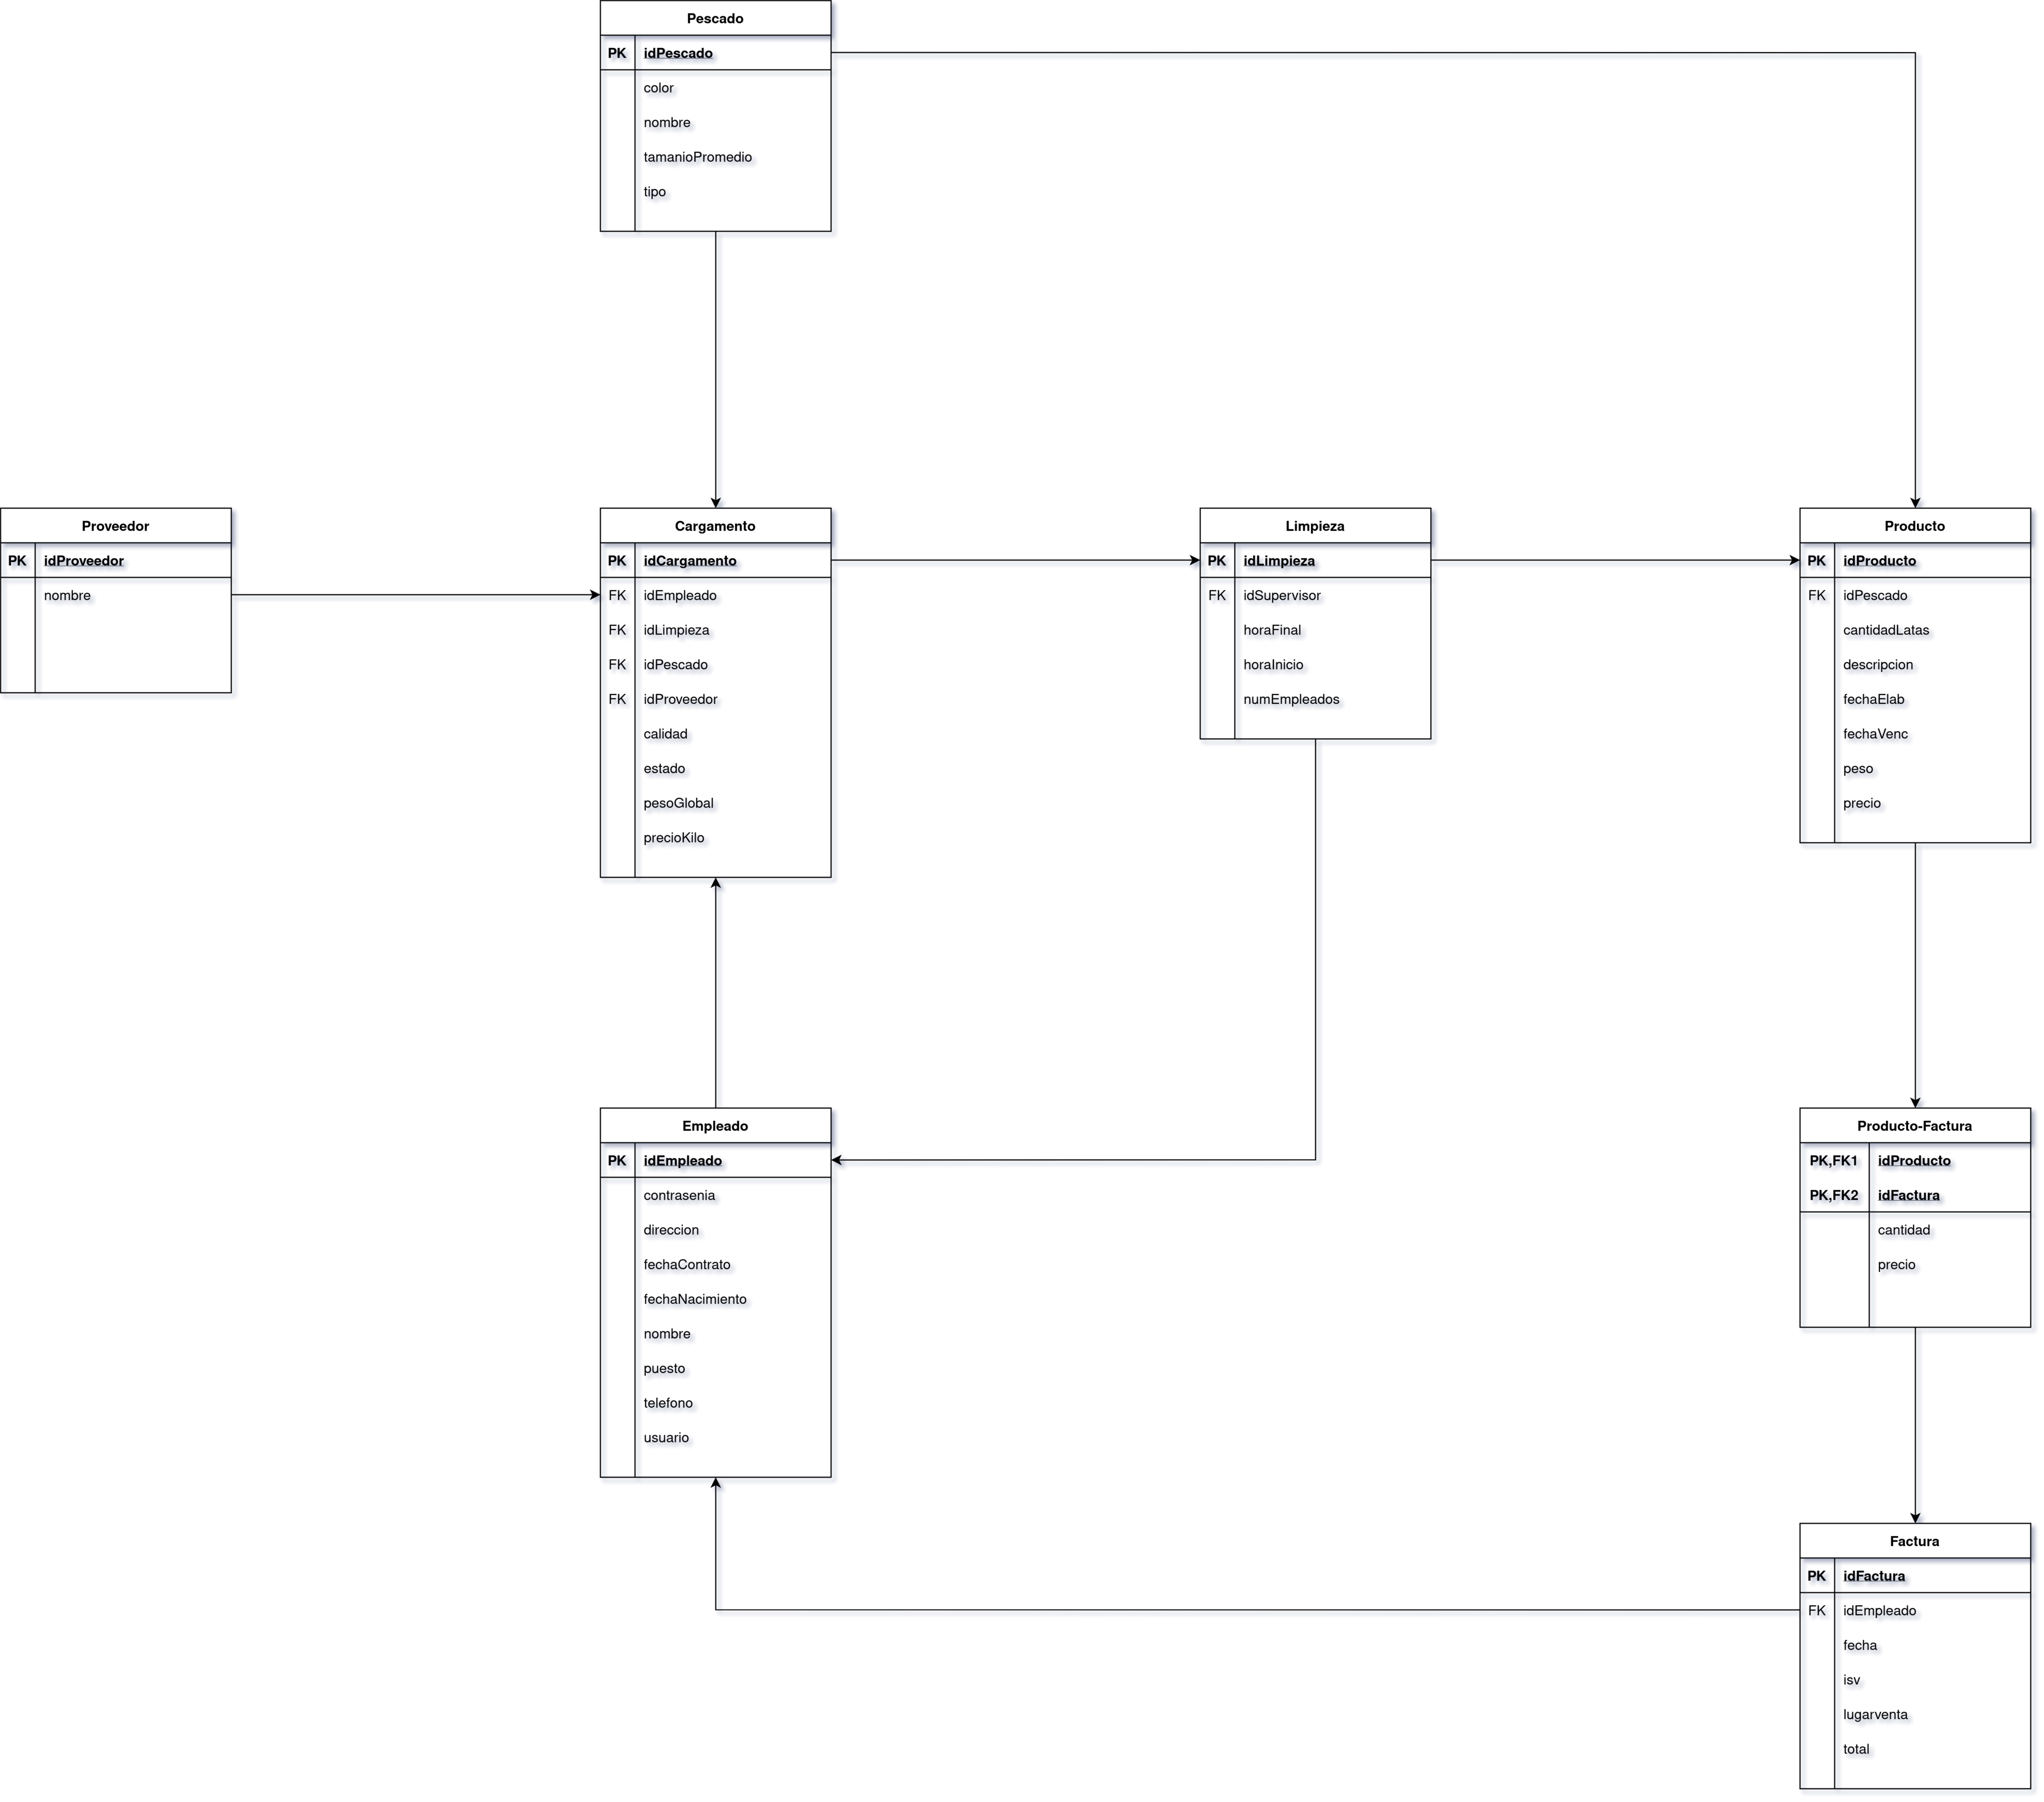 Pescado
PK idPescado
color
nombre
tamanioPromedio
tipo
Proveedor
PK idProveedor
nombre
Cargamento
PK idCargamento
FK idEmpleado
FK idLimpieza
FK idPescado
FK idProveedor
calidad
estado
pesoGlobal
precioKilo
Limpieza
PK idLimpieza
FK idSupervisor
horaFinal
horaInicio
numEmpleados
Producto
PK idProducto
FK idPescado
cantidadLatas
descripcion
fechaElab
fechaVenc
peso
precio
Empleado
PK idEmpleado
contrasenia
direccion
fechaContrato
fechaNacimiento
nombre
puesto
telefono
usuario
Producto-Factura
PK,FK1 idProducto
PK,FK2 idFactura
cantidad
precio
Factura
PK idFactura
FK idEmpleado
fecha
isv
lugarventa
total